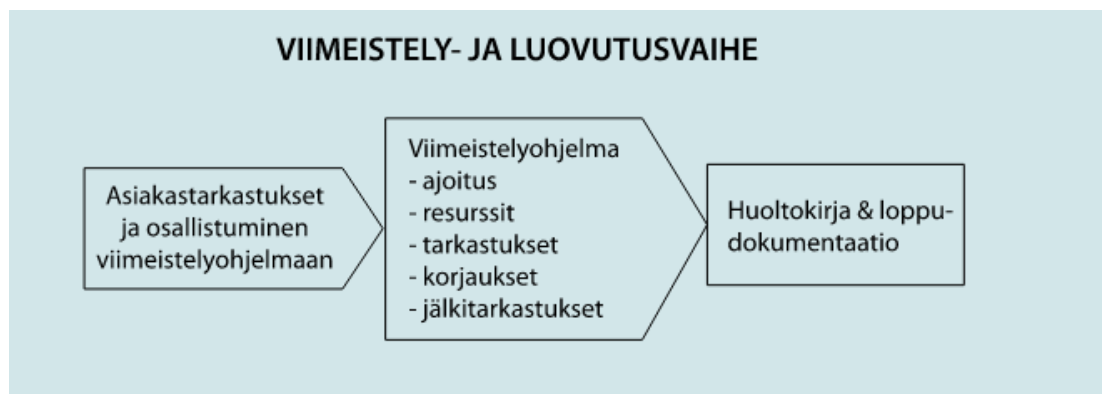 VIIMEISTELY- JA LUOVUTUSVAIHE
Asiakastarkastukset
ja osallistuminen
viimeistelyohjelmaan
Viimeistelyohjelma
- ajoitus
- resurssit
- tarkastukset
- korjaukset
- jälkitarkastukset
Huoltokirja & loppu-
dokumentaatio